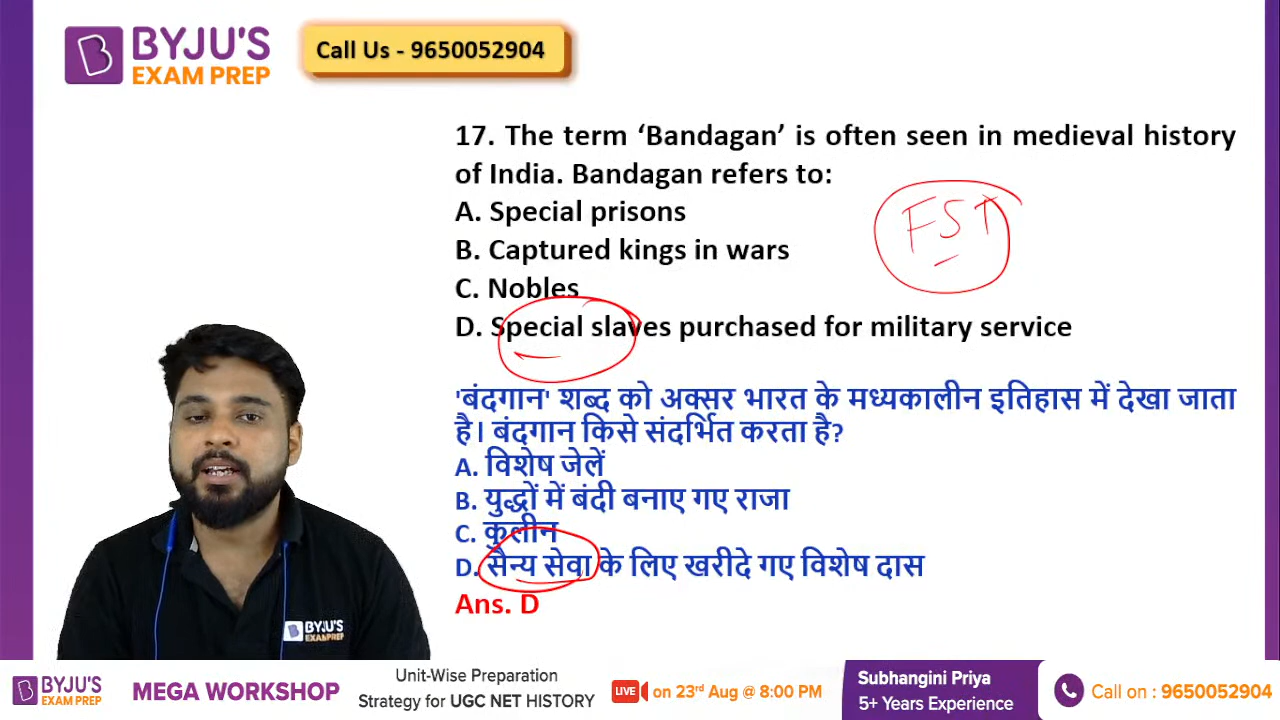 BYJU'S
EXAM PREP
Call Us - 9650052904
17. The term ‘Bandagan’ is often seen in medieval history
of India. Bandagan refers to:
A. Special prisons
B. Captured kings in wars
C. Nobles
D. Special slaves purchased for military service
FST
'बंदगान' शब्द को अक्सर भारत के मध्यकालीन इतिहास में देखा जाता
है। बंदगान किसे संदर्भित करता है?
A. विशेष जेलें
B. युद्धों में बंदी बनाए गए राजा
C. कुलीन
D. सैन्य सेवा के लिए खरीदे गए विशेष दास
Ans. D
BYJU'S
EXAM PREP
BYJU'S
EXAM PREP
MEGA WORKSHOP
Unit-Wise Preparation
Strategy for UGC NET HISTORY
LIVE on 23rd Aug @ 8:00 PM
Subhangini Priya
5+ Years Experience
Call on : 9650052904